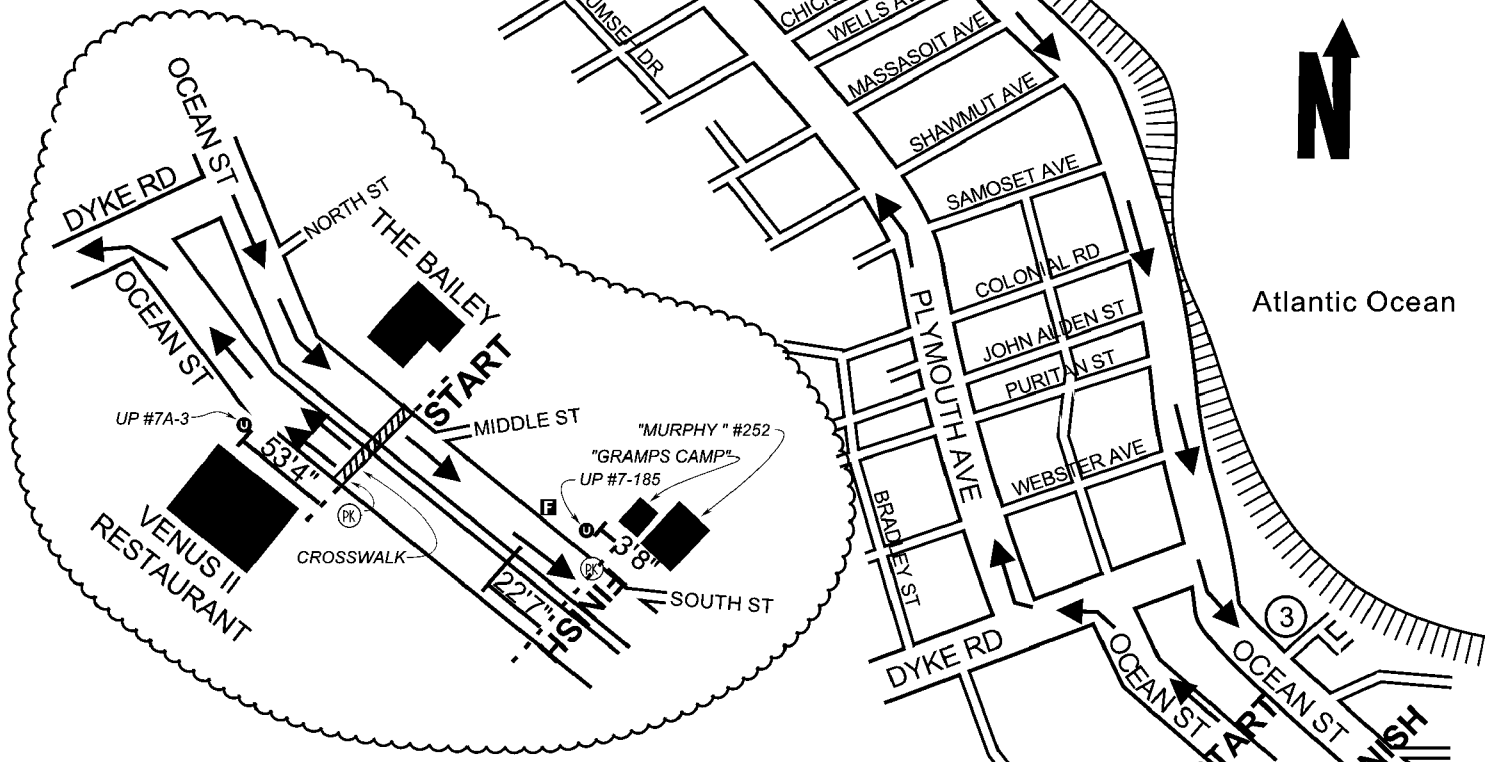 OCEAN ST
DYKE RD
NORTH ST
THE BAILEY
OCEAN ST
START
MIDDLE ST
UP #7A-3
U
53'4"
"MURPHY " #252
"GRAMPS CAMP"
UP #7-185
F
U
PK
VENUS II
RESTAURANT
CROSSWALK
3'8"
PK
22'7"
FINISH
SOUTH ST
WELLS AVE
MASSASOIT AVE
SHAWMUT AVE
SAMOSET AVE
COLONIAL RD
JOHN ALDEN ST
PURITAN ST
PLYMOUTH AVE
WEBSTER AVE
BRADLEY ST
DYKE RD
OCEAN ST
OCEAN ST
3
START
N
Atlantic Ocean